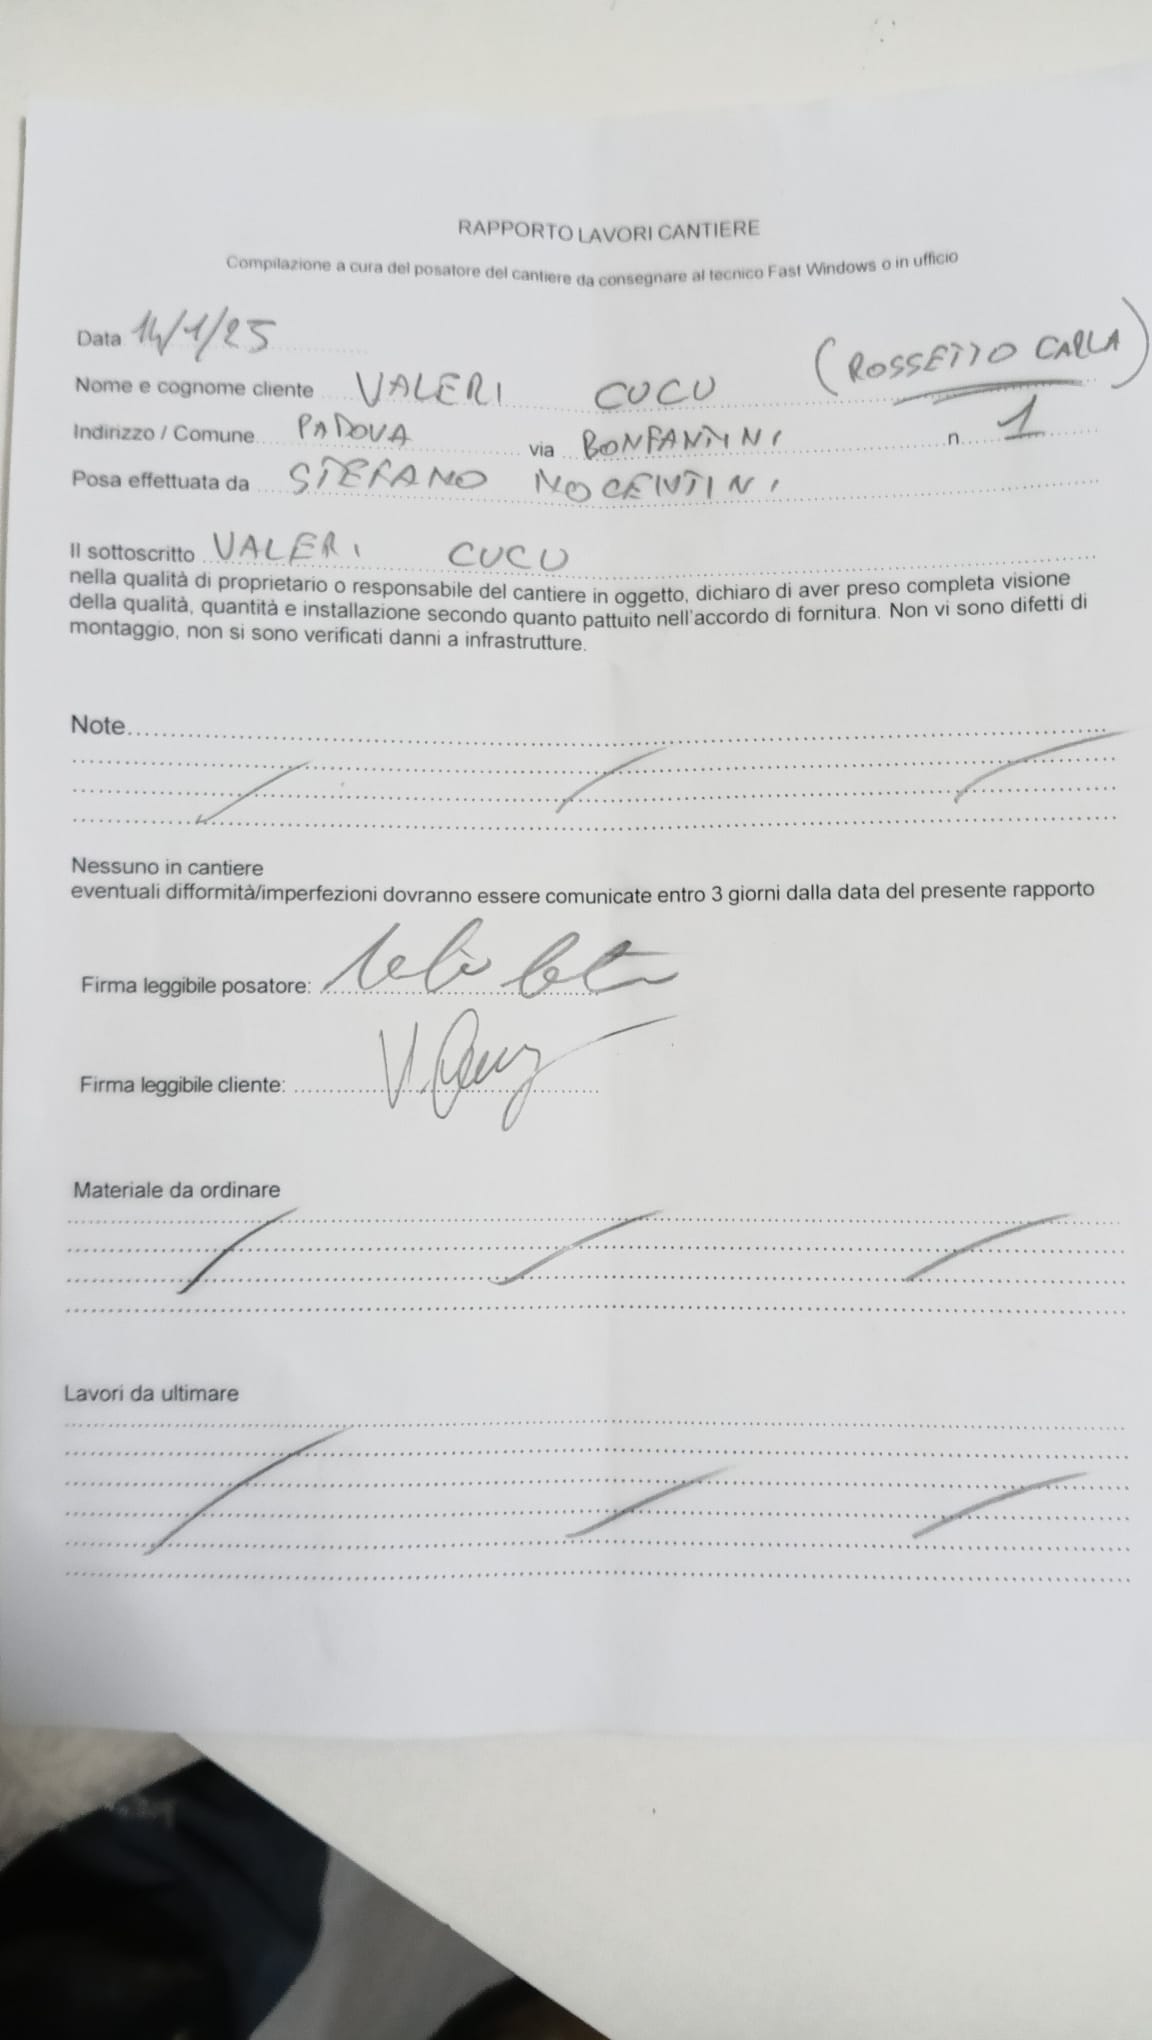 RAPPORTO LAVORI CANTIERE
Compilazione a cura del posatore del cantiere da consegnare al tecnico Fast Windows o in ufficio
Data 14/1/25
(ROSSETTO CARLA)
Nome e cognome cliente VALERI CUCU
Indirizzo / Comune PADOVA via BONFANTINI n. 1
Posa effettuata da STEFANO NOCENTINI
Il sottoscritto VALERI CUCU
nella qualità di proprietario o responsabile del cantiere in oggetto, dichiaro di aver preso completa visione
della qualità, quantità e installazione secondo quanto pattuito nell'accordo di fornitura. Non vi sono difetti di
montaggio, non si sono verificati danni a infrastrutture.
Note
Nessuno in cantiere
eventuali difformità/imperfezioni dovranno essere comunicate entro 3 giorni dalla data del presente rapporto
Firma leggibile posatore:
Firma leggibile cliente: V.
Materiale da ordinare
Lavori da ultimare